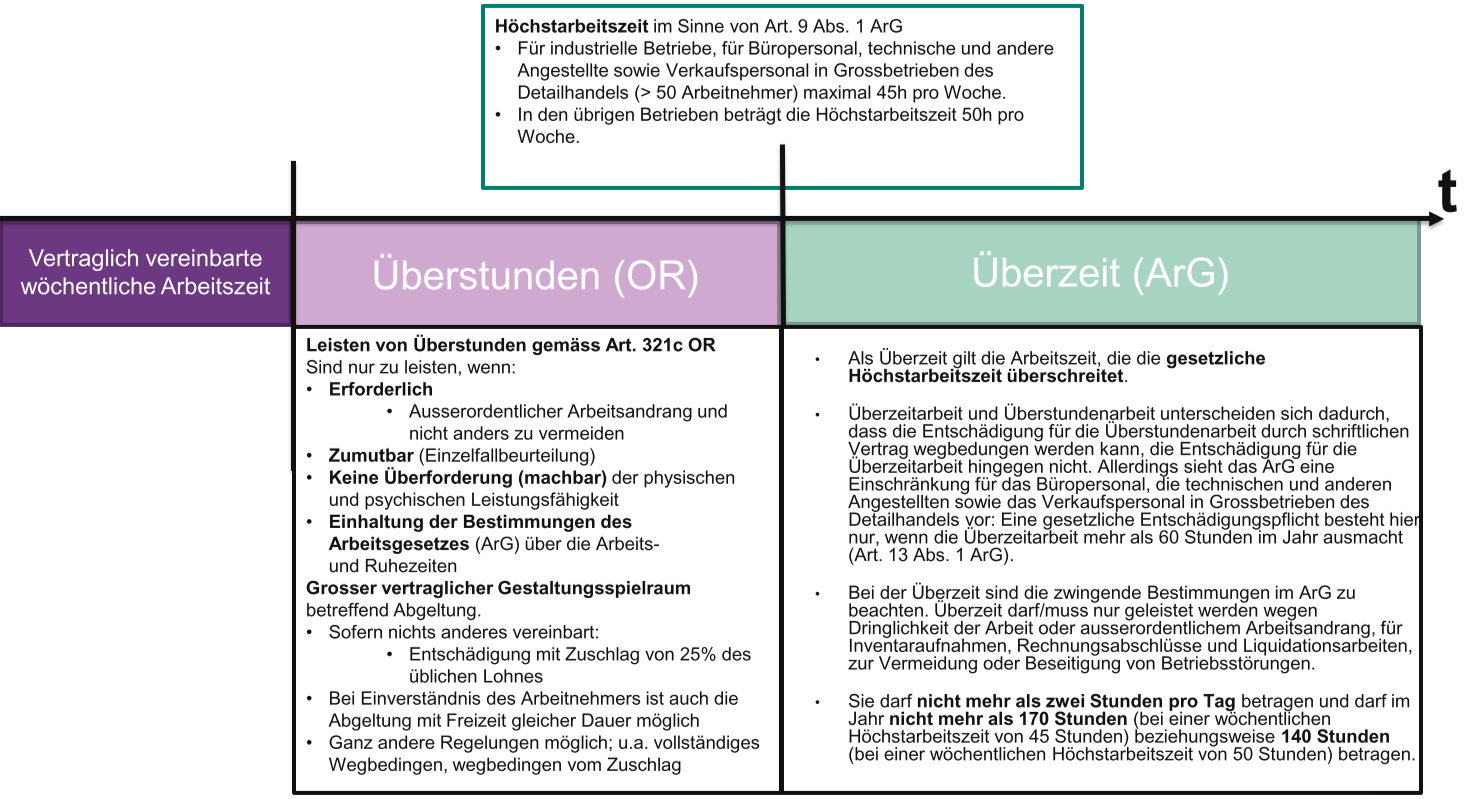 Höchstarbeitszeit im Sinne von Art. 9 Abs. 1 ArG
• Für industrielle Betriebe, für Büropersonal, technische und andere
Angestellte sowie Verkaufspersonal in Grossbetrieben des
Detailhandels (> 50 Arbeitnehmer) maximal 45h pro Woche.
• In den übrigen Betrieben beträgt die Höchstarbeitszeit 50h pro
Woche.
t
Vertraglich vereinbarte
wöchentliche Arbeitszeit
Überstunden (OR)
Überzeit (ArG)
Leisten von Überstunden gemäss Art. 321c OR
Sind nur zu leisten, wenn:
• Erforderlich
• Ausserordentlicher Arbeitsandrang und
nicht anders zu vermeiden
• Zumutbar (Einzelfallbeurteilung)
• Keine Überforderung (machbar) der physischen
und psychischen Leistungsfähigkeit
• Einhaltung der Bestimmungen des
Arbeitsgesetzes (ArG) über die Arbeits-
und Ruhezeiten
Grosser vertraglicher Gestaltungsspielraum
betreffend Abgeltung.
• Sofern nichts anderes vereinbart:
• Entschädigung mit Zuschlag von 25% des
üblichen Lohnes
• Bei Einverständnis des Arbeitnehmers ist auch die
Abgeltung mit Freizeit gleicher Dauer möglich
• Ganz andere Regelungen möglich; u.a. vollständiges
Wegbedingen, wegbedingen vom Zuschlag
• Als Überzeit gilt die Arbeitszeit, die die gesetzliche
Höchstarbeitszeit überschreitet.
• Überzeitarbeit und Überstundenarbeit unterscheiden sich dadurch,
dass die Entschädigung für die Überstundenarbeit durch schriftlichen
Vertrag wegbedungen werden kann, die Entschädigung für die
Überzeitarbeit hingegen nicht. Allerdings sieht das ArG eine
Einschränkung für das Büropersonal, die technischen und anderen
Angestellten sowie das Verkaufspersonal in Grossbetrieben des
Detailhandels vor: Eine gesetzliche Entschädigungspflicht besteht hier
nur, wenn die Überzeitarbeit mehr als 60 Stunden im Jahr ausmacht
(Art. 13 Abs. 1 ArG).
• Bei der Überzeit sind die zwingende Bestimmungen im ArG zu
beachten. Überzeit darf/muss nur geleistet werden wegen
Dringlichkeit der Arbeit oder ausserordentlichem Arbeitsandrang, für
Inventaraufnahmen, Rechnungsabschlüsse und Liquidationsarbeiten,
zur Vermeidung oder Beseitigung von Betriebsstörungen.
• Sie darf nicht mehr als zwei Stunden pro Tag betragen und darf im
Jahr nicht mehr als 170 Stunden (bei einer wöchentlichen
Höchstarbeitszeit von 45 Stunden) beziehungsweise 140 Stunden
(bei einer wöchentlichen Höchstarbeitszeit von 50 Stunden) betragen.